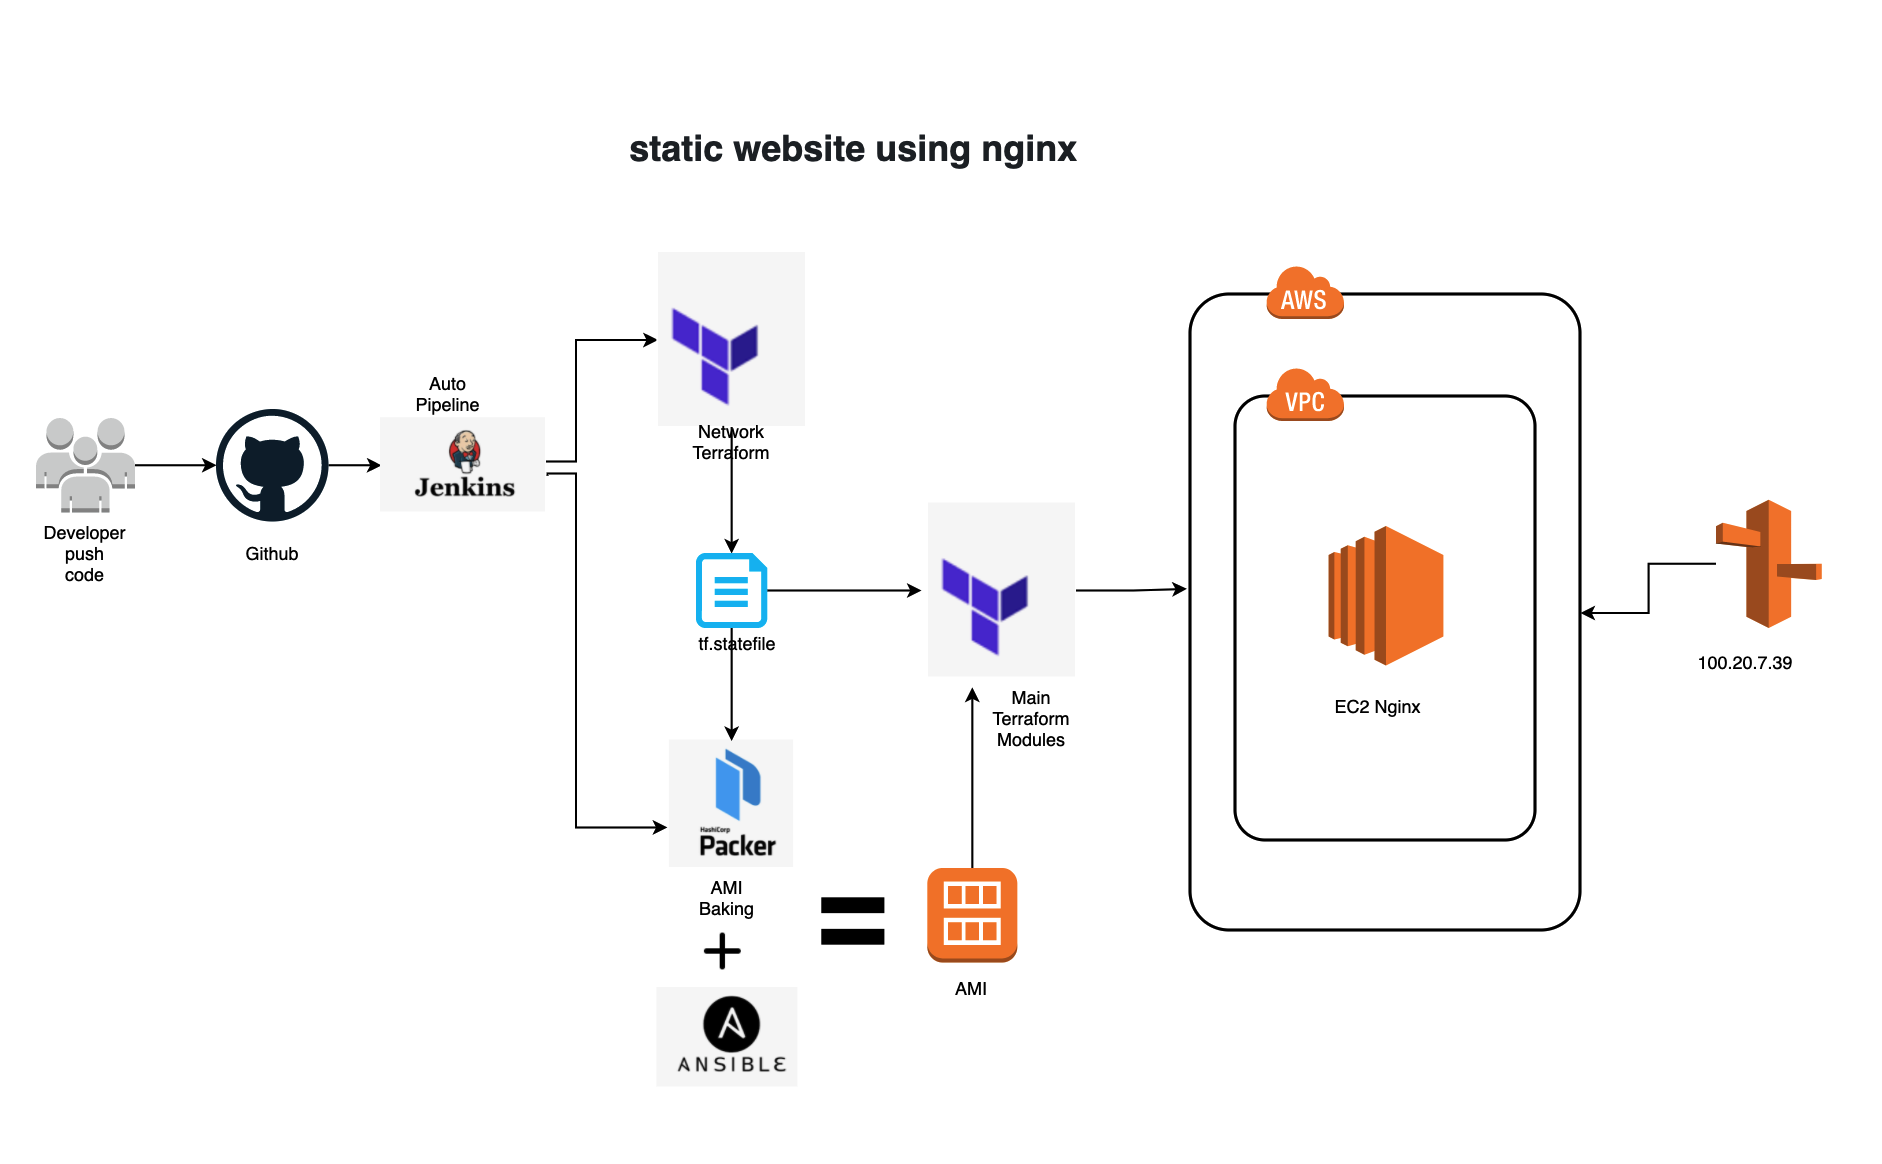 static website using nginx
Auto
Pipeline
Jenkins
Developer
push
code
Github
Network
Terraform
tf.statefile
Main
Terraform
Modules
HashiCorp
Packer
AMI
Baking
+
=
ANSIBLE
AMI
AWS
VPC
EC2 Nginx
100.20.7.39